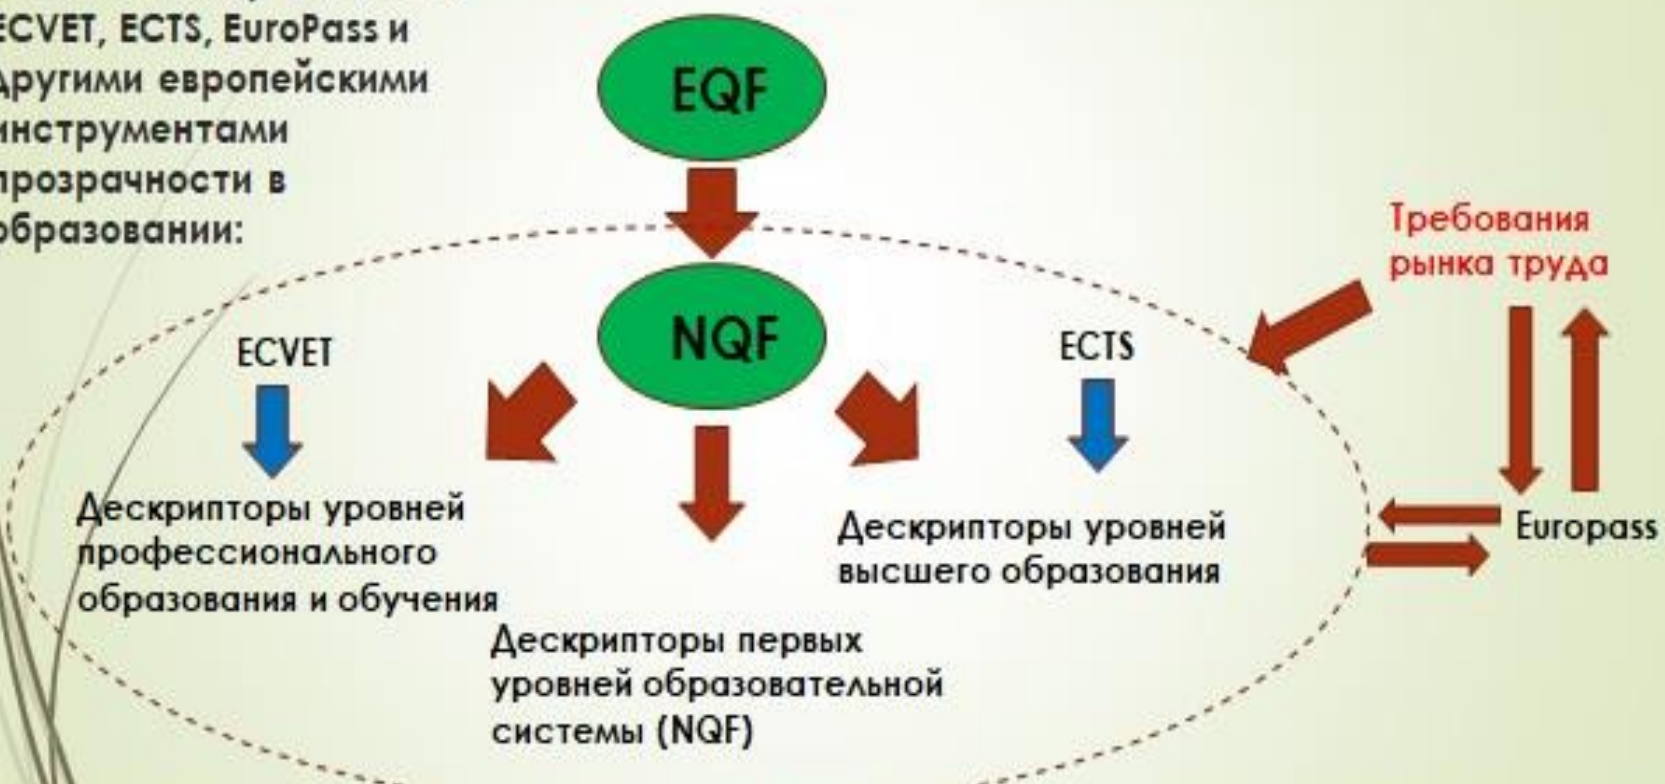 ECVET, ECTS, EuroPass и
другими европейскими
инструментами
прозрачности в
образовании:
EQF
NQF
Требования
рынка труда
ECVET
ECTS
Дескрипторы уровней
профессионального
образования и обучения
Дескрипторы уровней
высшего образования
Europass
Дескрипторы первых
уровней образовательной
системы (NQF)